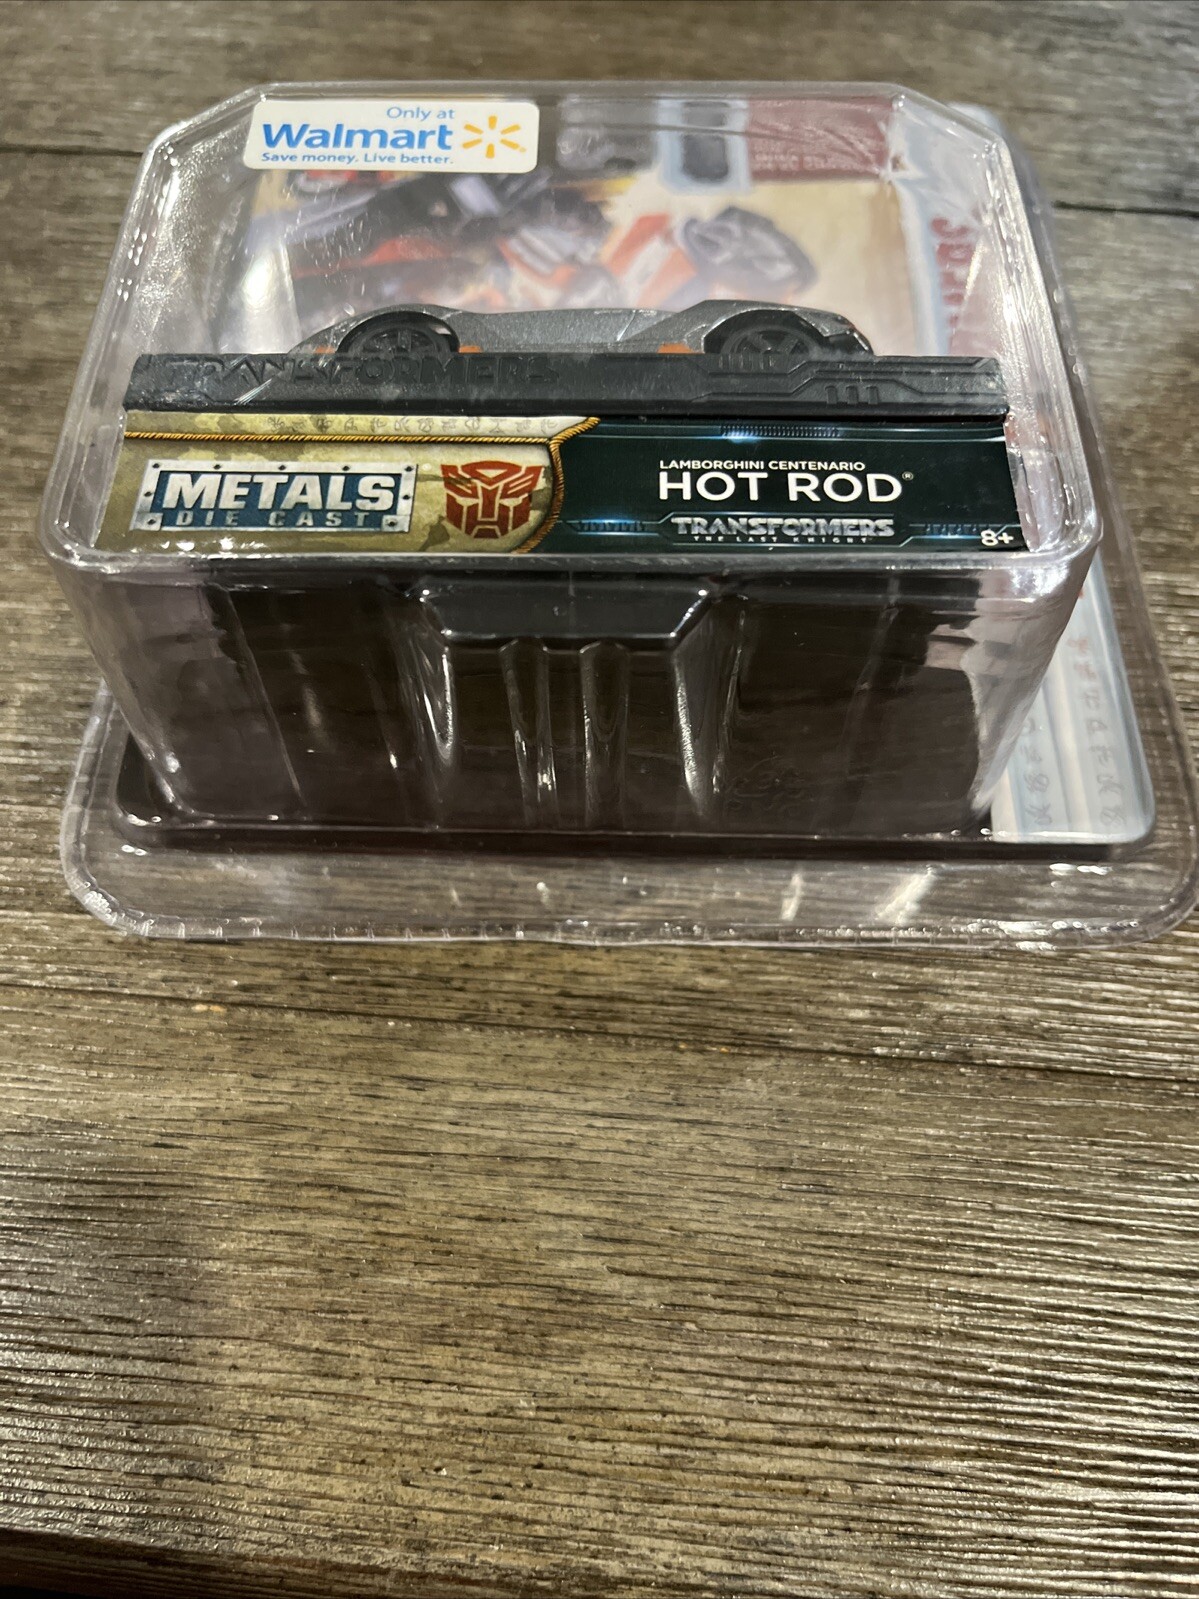 Only at
Walmart
Save money. Live better.
TRANSFORMERS
METALS
DIE CAST
LAMBORGHINI CENTENARIO
HOT ROD®
TRANSFORMERS
THE LAST KNIGHT
8+